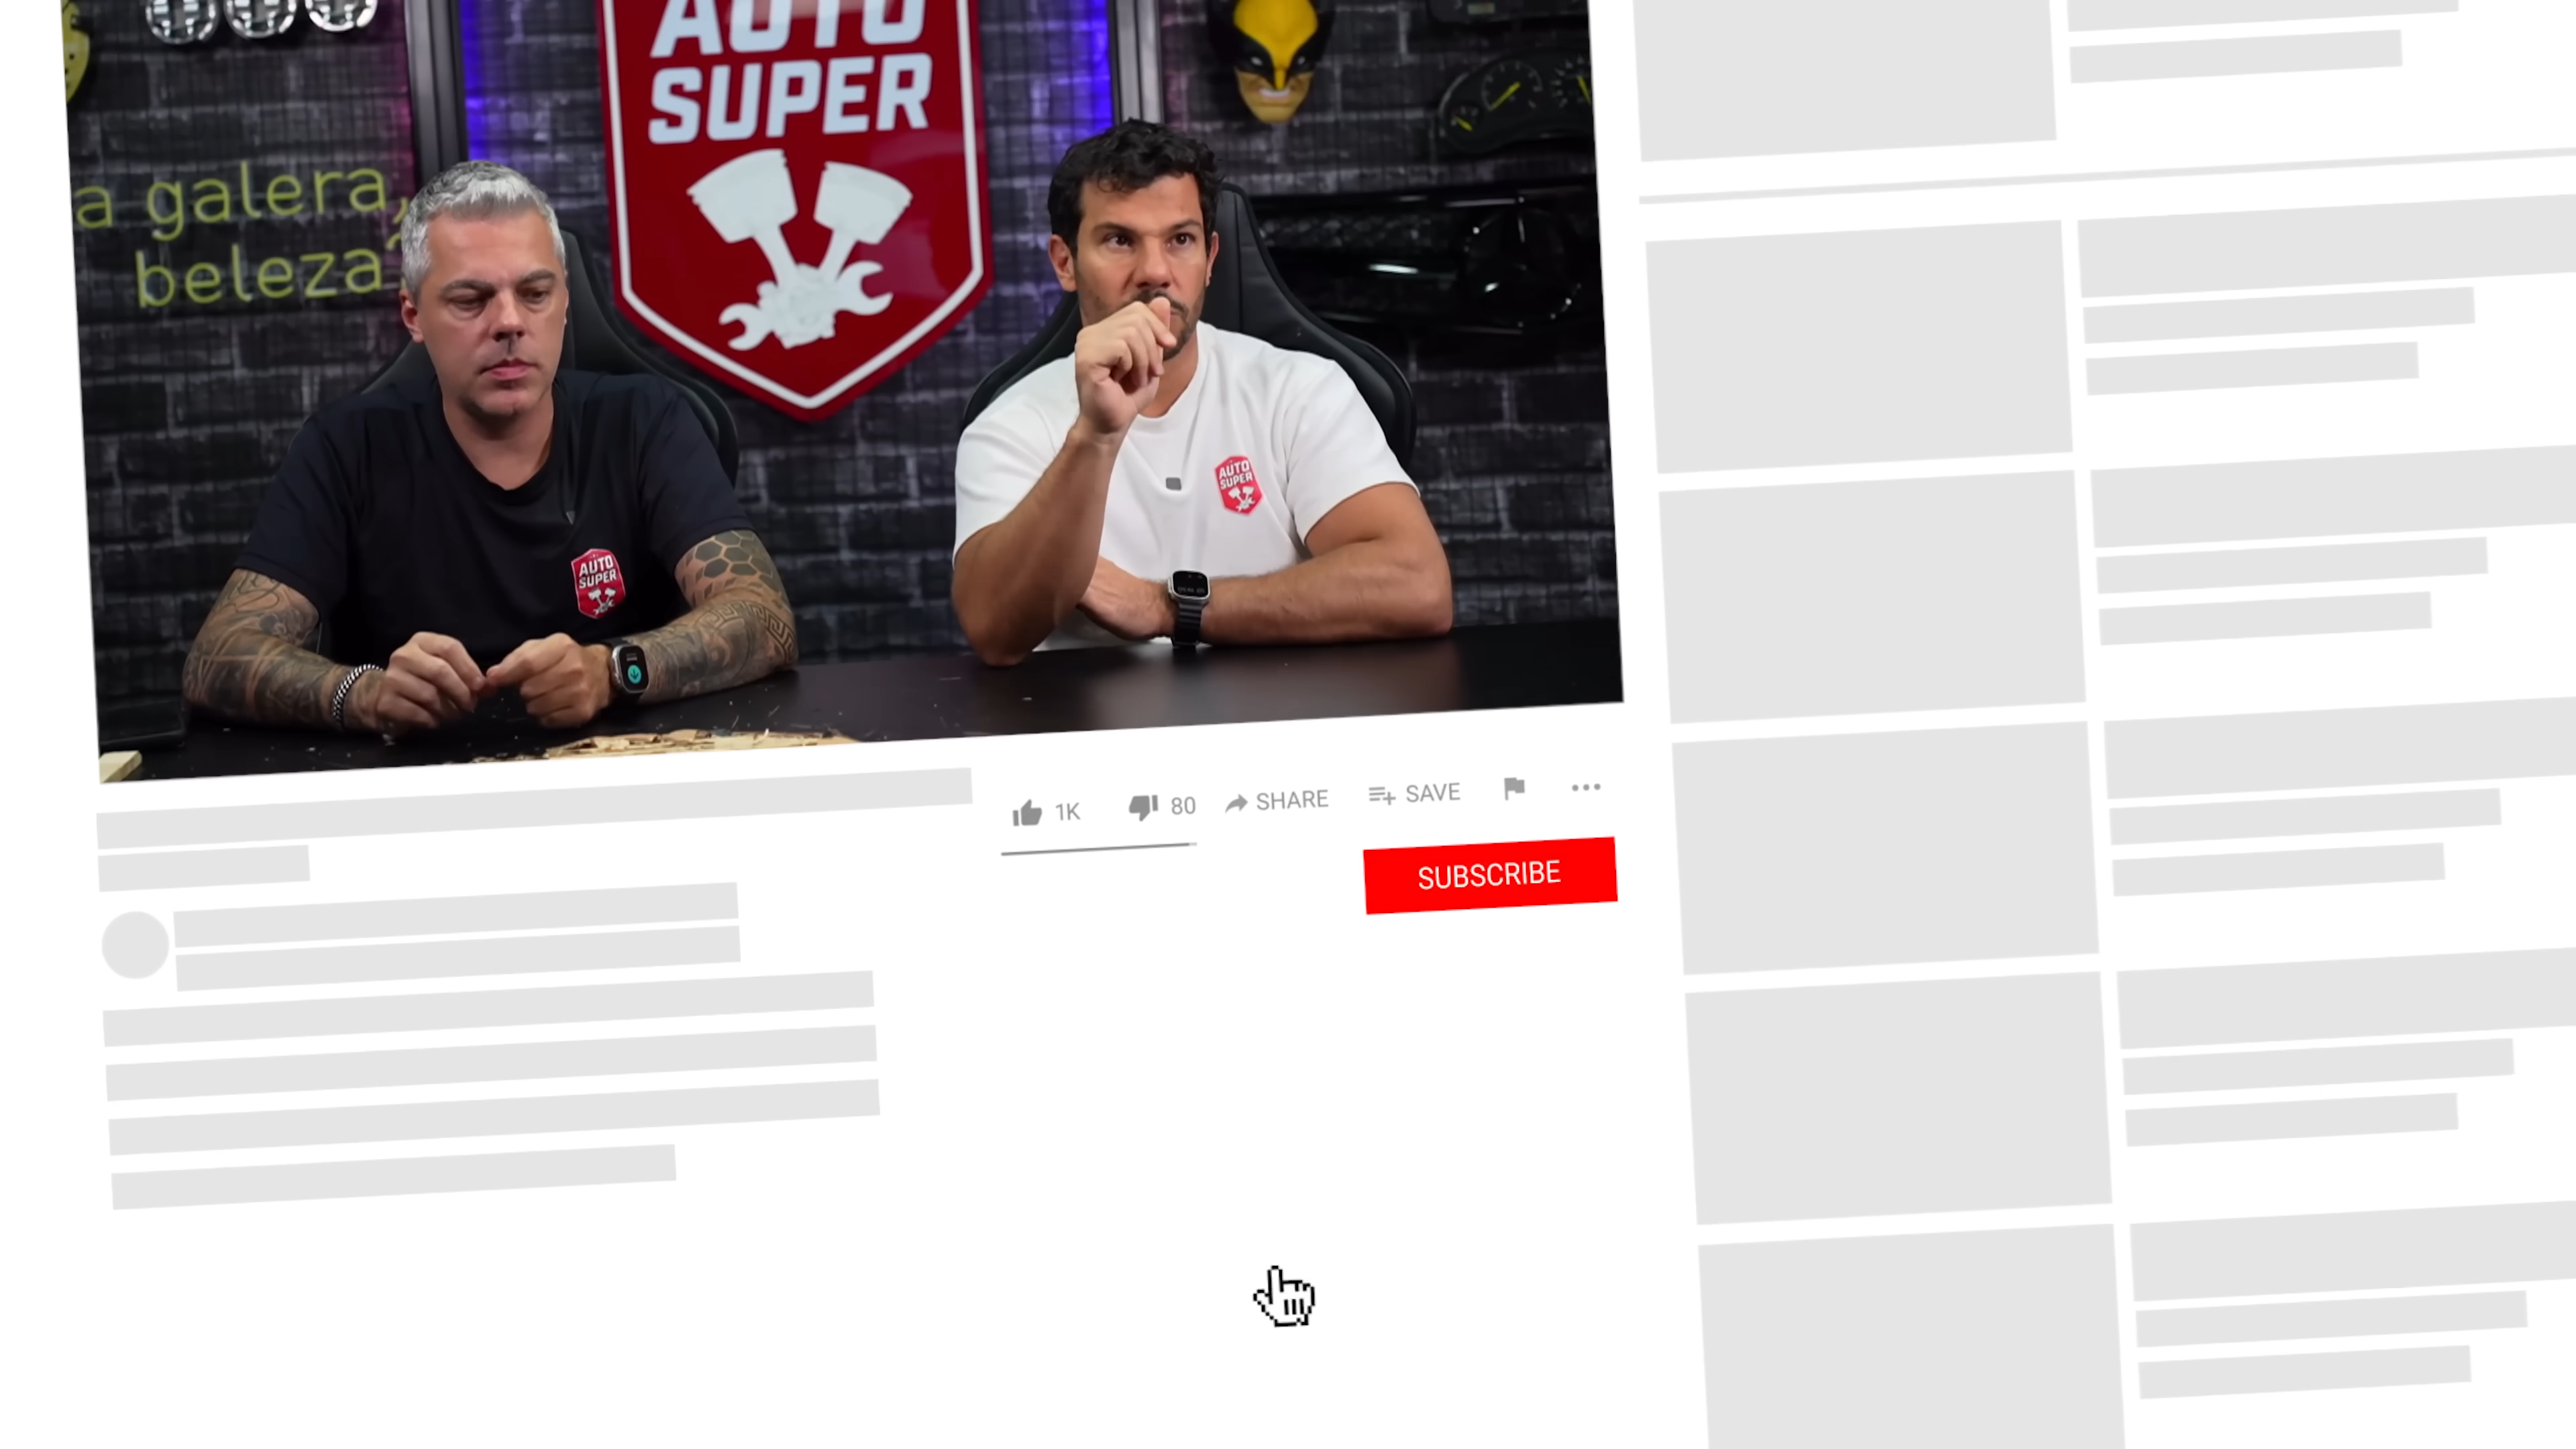 AUTO
SUPER
a galera,
beleza?
AUTO
SUPER
AUTO
SUPER
1K
80
SHARE
SAVE
SUBSCRIBE